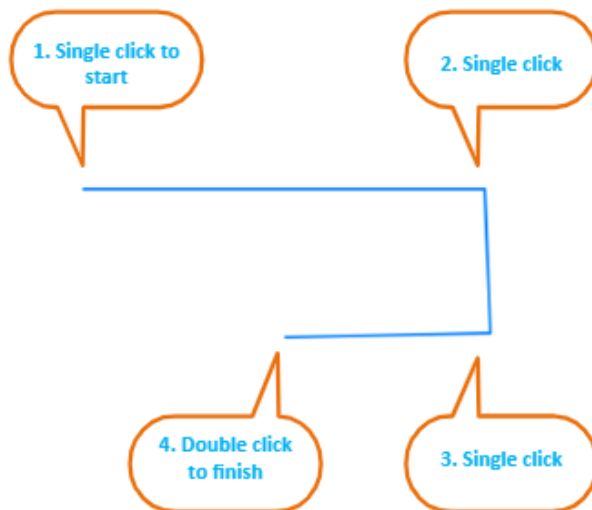 1. Single click to
start
2. Single click
4. Double click
to finish
3. Single click